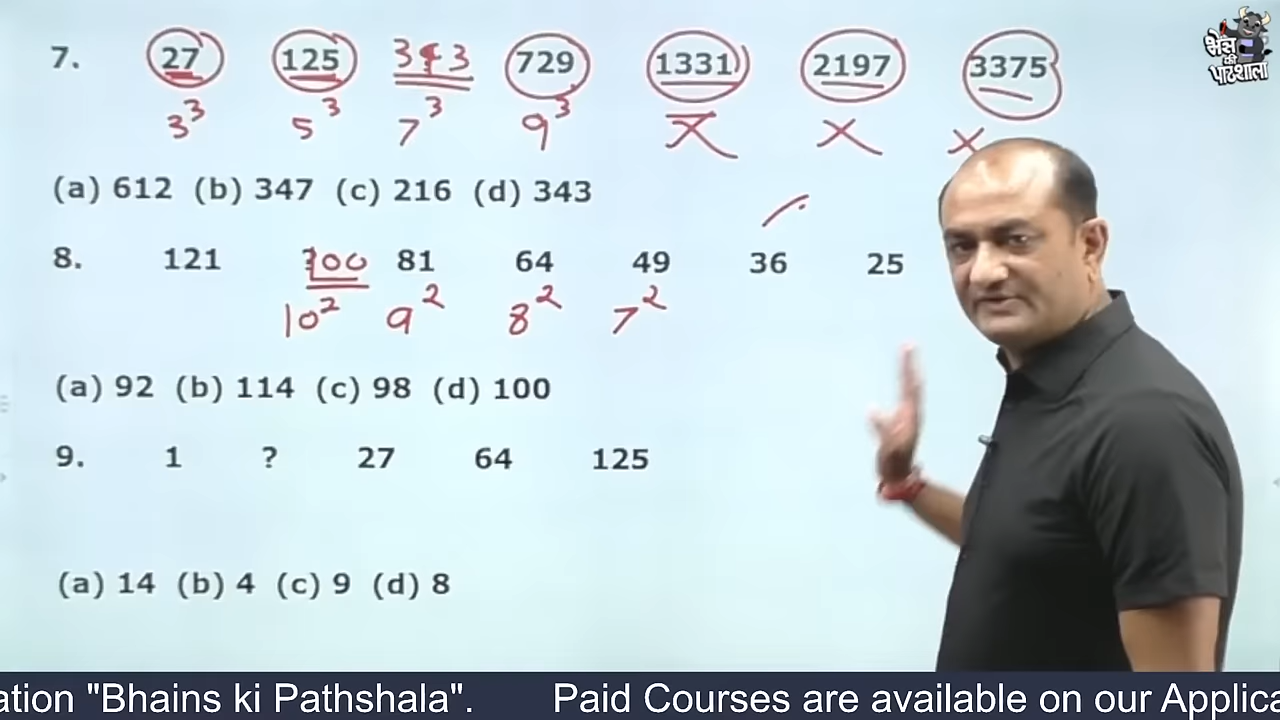 भैंस की पाठशाला
7. 27 125 343 729 1331 2197 3375
3³ 5³ 7³ 9³ x x x
(a) 612 (b) 347 (c) 216 (d) 343
8. 121 100 81 64 49 36 25
10² 9² 8² 7²
(a) 92 (b) 114 (c) 98 (d) 100
9. 1 ? 27 64 125
(a) 14 (b) 4 (c) 9 (d) 8
ation "Bhains ki Pathshala". Paid Courses are available on our Applica